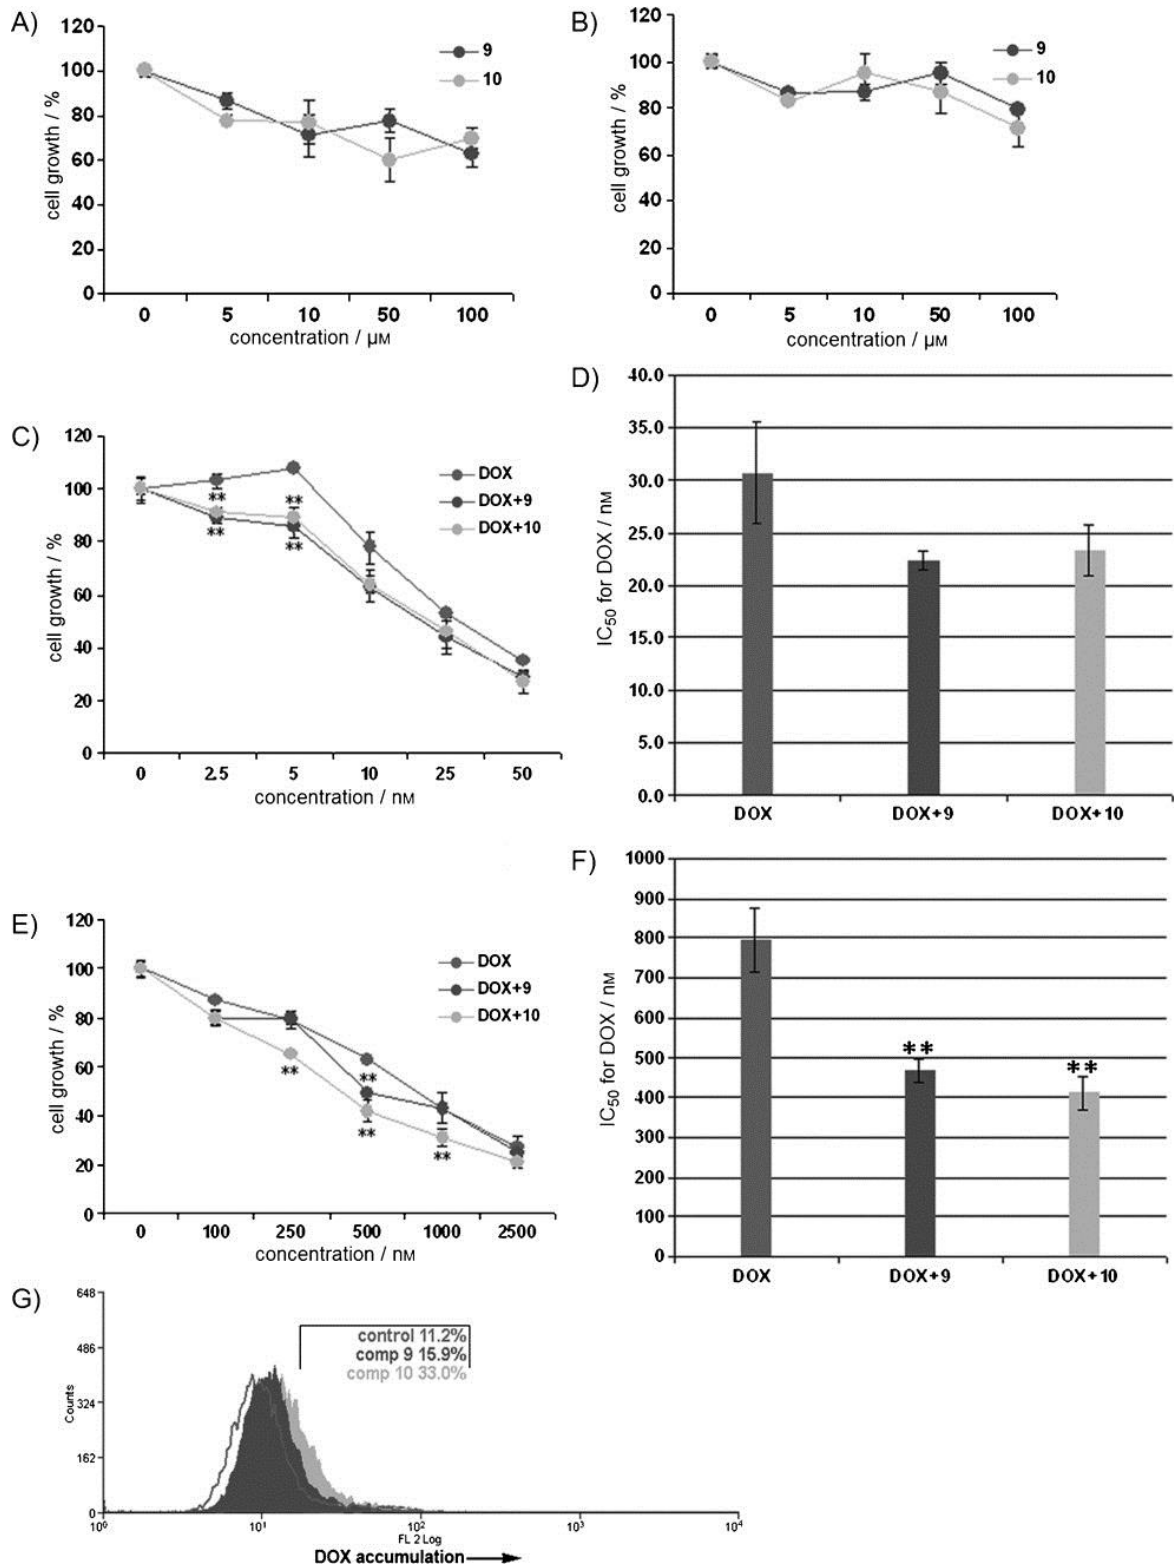 A)
120
100
80
60
40
20
0
cell growth / %
9
10
0 5 10 50 100
concentration / µM
B)
120
100
80
60
40
20
0
cell growth / %
9
10
0 5 10 50 100
concentration / µM
C)
120
100
80
60
40
20
0
cell growth / %
DOX
DOX+9
DOX+10
** **
** **
0 2.5 5 10 25 50
concentration / nM
D)
40.0
35.0
30.0
25.0
20.0
15.0
10.0
5.0
0.0
IC50 for DOX / nM
DOX DOX+9 DOX+10
E)
120
100
80
60
40
20
0
cell growth / %
DOX
DOX+9
DOX+10
** **
** **
0 100 250 500 1000 2500
concentration / nM
F)
1000
900
800
700
600
500
400
300
200
100
0
IC50 for DOX / nM
** **
DOX DOX+9 DOX+10
G)
648
486
324
162
0
Counts
control 11.2%
comp 9 15.9%
comp 10 33.0%
10^0 10^1 10^2 10^3 10^4
FL 2 Log
DOX accumulation